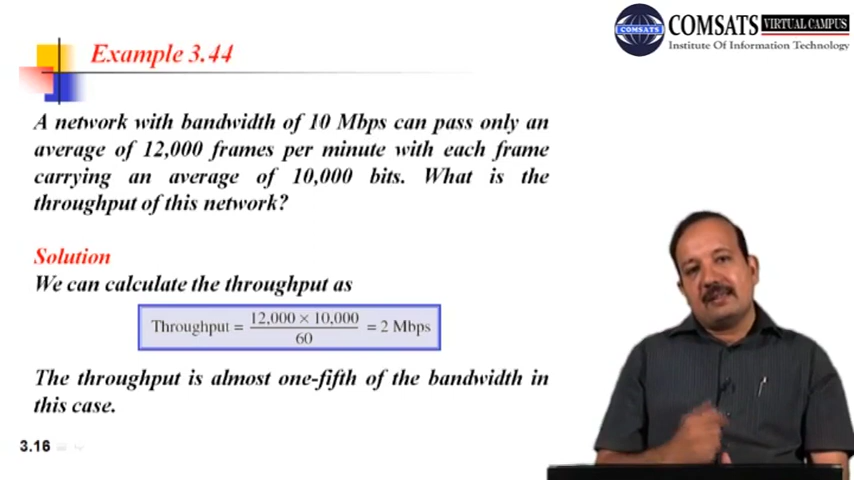 COMSATS VIRTUAL CAMPUS
COMSATS
Institute Of Information Technology
Example 3.44
A network with bandwidth of 10 Mbps can pass only an
average of 12,000 frames per minute with each frame
carrying an average of 10,000 bits. What is the
throughput of this network?
Solution
We can calculate the throughput as
Throughput = 12,000 × 10,000 / 60 = 2 Mbps
The throughput is almost one-fifth of the bandwidth in
this case.
3.16